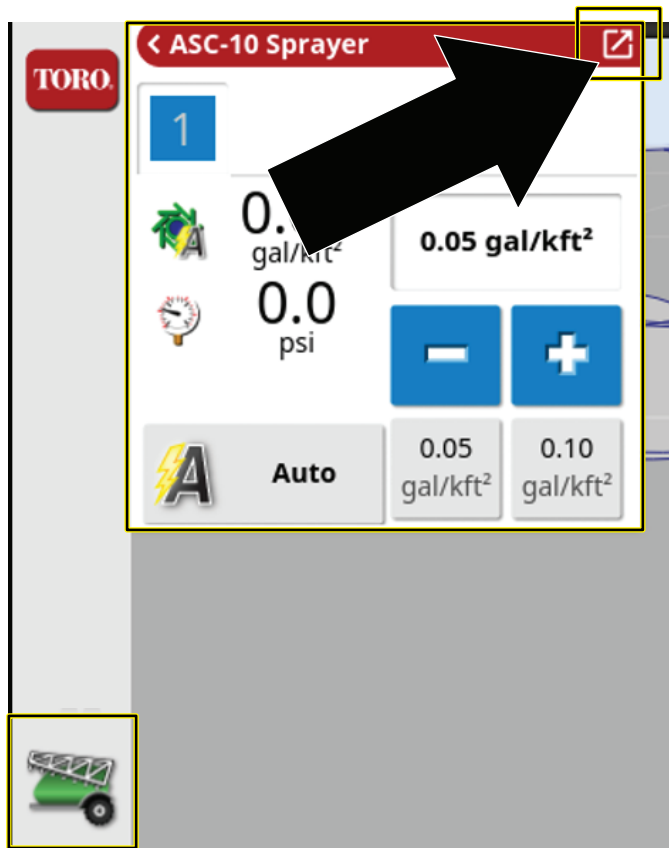 ASC-10 Sprayer
TORO
1
0.
gal/kft²
0.05 gal/kft²
0.0
psi
Auto
0.05
gal/kft²
0.10
gal/kft²